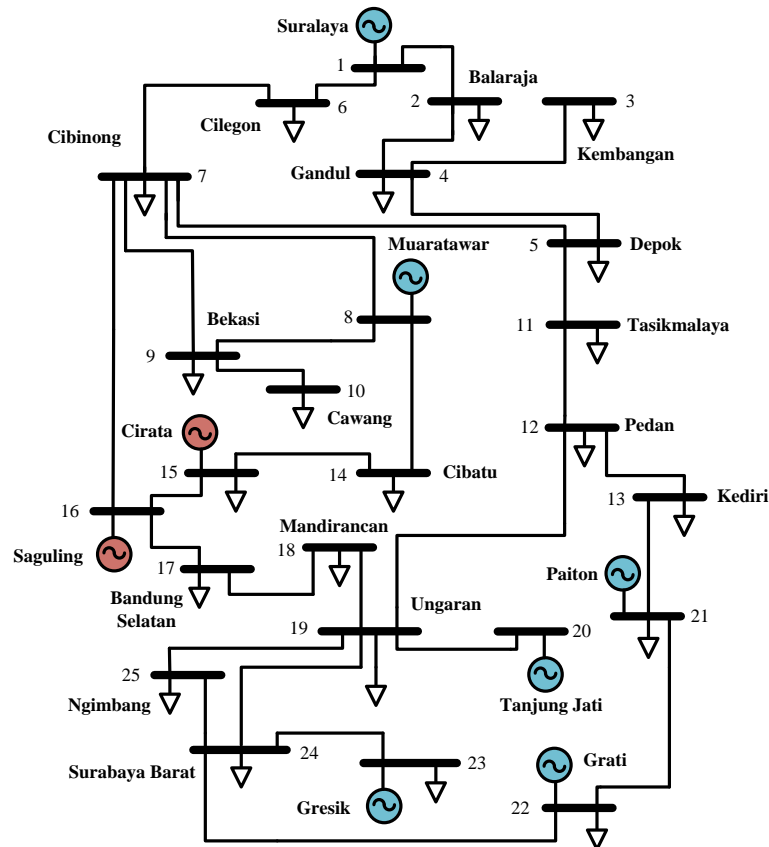 Suralaya
1
Balaraja
2
3
6
Cilegon
Kembangan
Cibinong
7
Gandul
4
5
Depok
Muaratawar
8
11
Tasikmalaya
Bekasi
9
10
Cawang
Cirata
12
Pedan
15
14
Cibatu
13
Kediri
16
Mandirancan
18
Saguling
17
Bandung
Selatan
Paiton
Ungaran
19
20
21
25
Ngimbang
Tanjung Jati
24
Surabaya Barat
23
Grati
Gresik
22